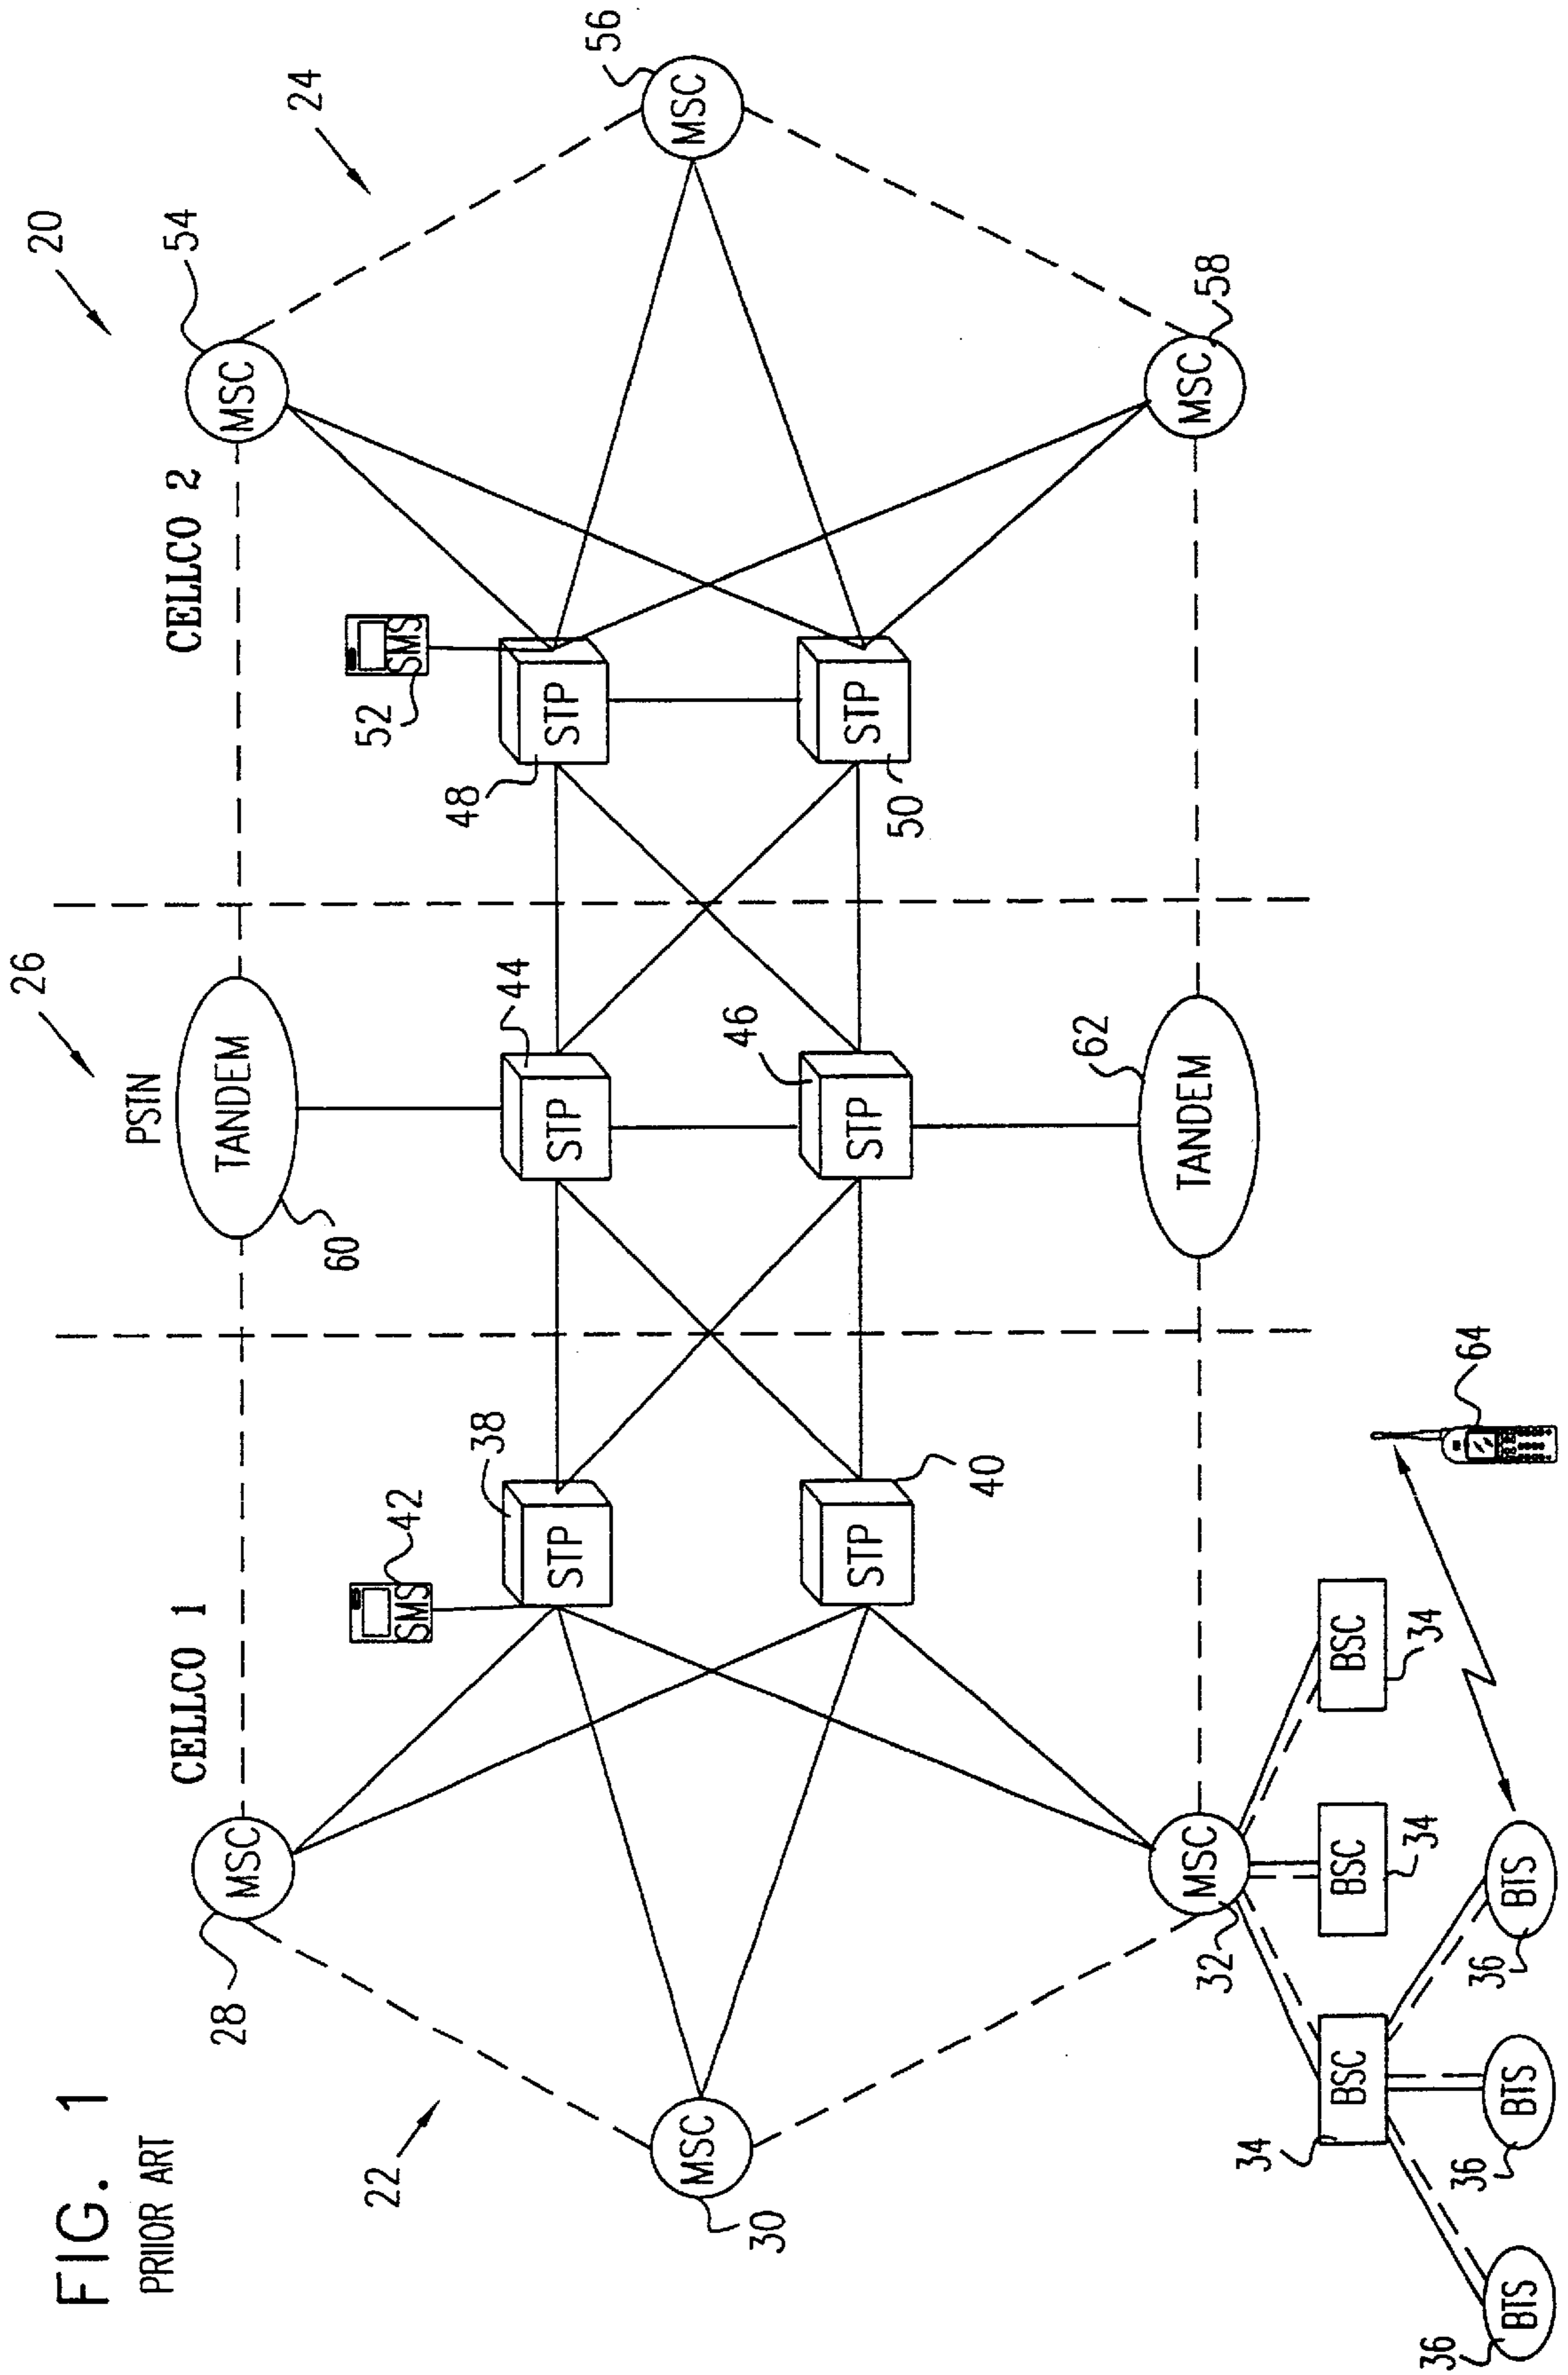 FIG. 1
PRIOR ART
20
22
24
26
CELLCO 1
PSTN
CELLCO 2
28
MSC
TANDEM
60
MSC
54
SMS
42
SMS
52
STP
38
STP
44
STP
48
30
MSC
MSC
56
STP
40
STP
46
STP
50
32
MSC
TANDEM
62
MSC
58
34
BSC
BSC
34
BSC
34
36
BTS
36
BTS
36
BTS
64